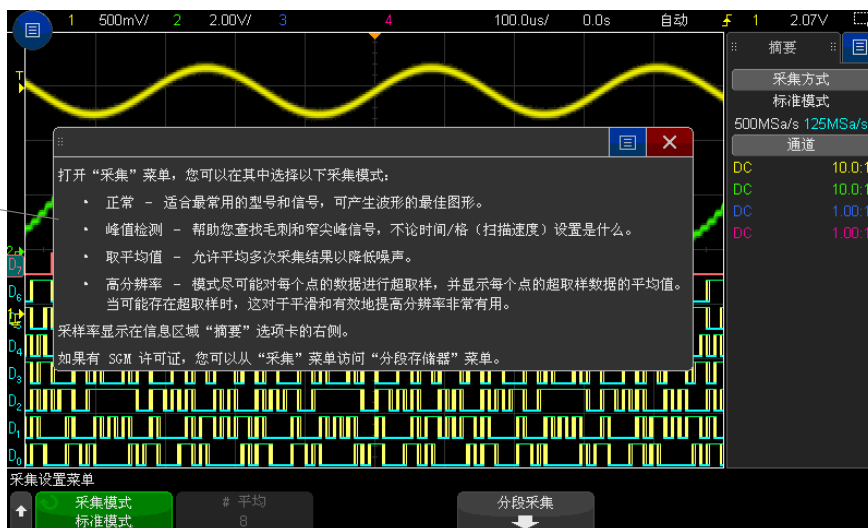 1 500mV/ 2 2.00V/ 3 4 100.0us/ 0.0s 自动 1 2.07V
摘要
采集方式
标准模式
500MSa/s 125MSa/s
通道
DC 10.0:1
DC 10.0:1
DC 1.00:1
DC 1.00:1
T
打开“采集”菜单，您可以在其中选择以下采集模式：
• 正常 - 适合最常用的型号和信号，可产生波形的最佳图形。
• 峰值检测 - 帮助您查找毛刺和窄尖峰信号，不论时间/格（扫描速度）设置是什么。
• 取平均值 - 允许平均多次采集结果以降低噪声。
• 高分辨率 - 模式尽可能对每个点的数据进行超取样，并显示每个点的超取样数据的平均值。
当可能存在超取样时，这对于平滑和有效地提高分辨率非常有用。
采样率显示在信息区域“摘要”选项卡的右侧。
如果有 SGM 许可证，您可以从“采集”菜单访问“分段存储器”菜单。
2
D7
D6
D4
D3
D2
D1
D0
采集设置菜单
采集模式
标准模式
# 平均
8
分段采集